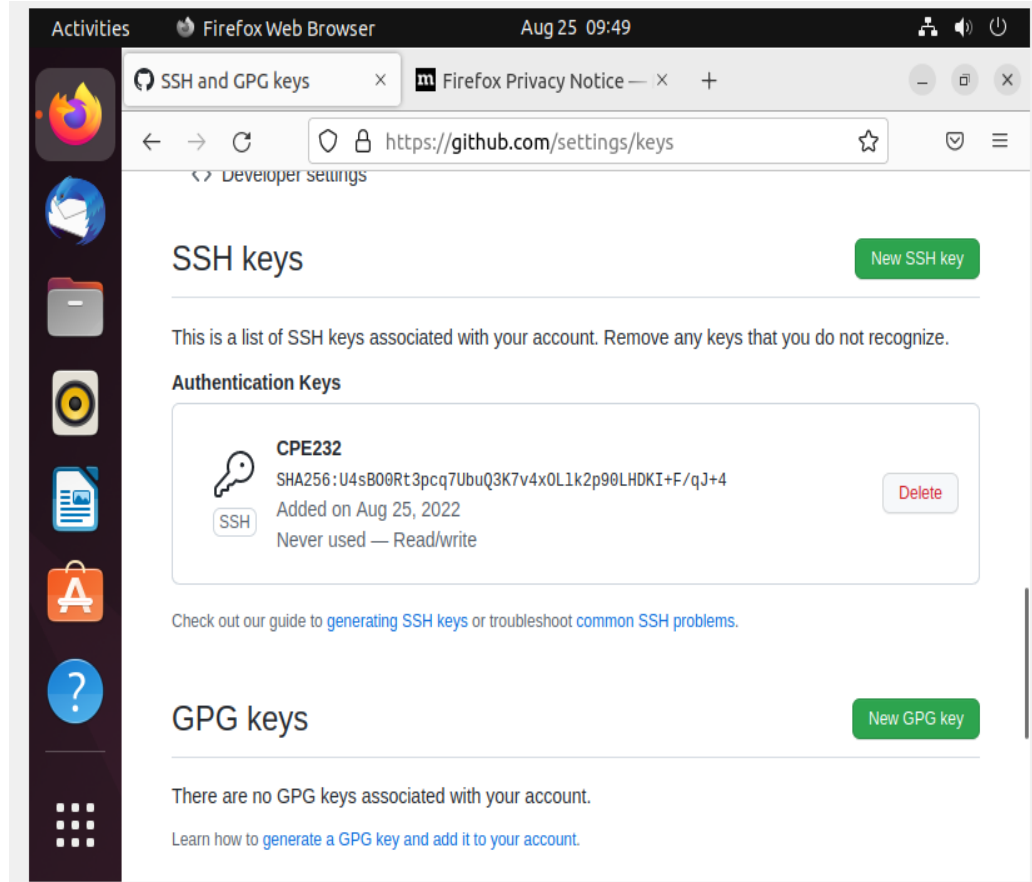 Activities Firefox Web Browser Aug 25 09:49
SSH and GPG keys × m Firefox Privacy Notice — × +
https://github.com/settings/keys
<> Developer settings
SSH keys New SSH key
This is a list of SSH keys associated with your account. Remove any keys that you do not recognize.
Authentication Keys
CPE232
SHA256:U4sBO0Rt3pcq7UbuQ3K7v4xOLlk2p90LHDKI+F/qJ+4
SSH Added on Aug 25, 2022 Delete
Never used — Read/write
Check out our guide to generating SSH keys or troubleshoot common SSH problems.
GPG keys New GPG key
There are no GPG keys associated with your account.
Learn how to generate a GPG key and add it to your account.